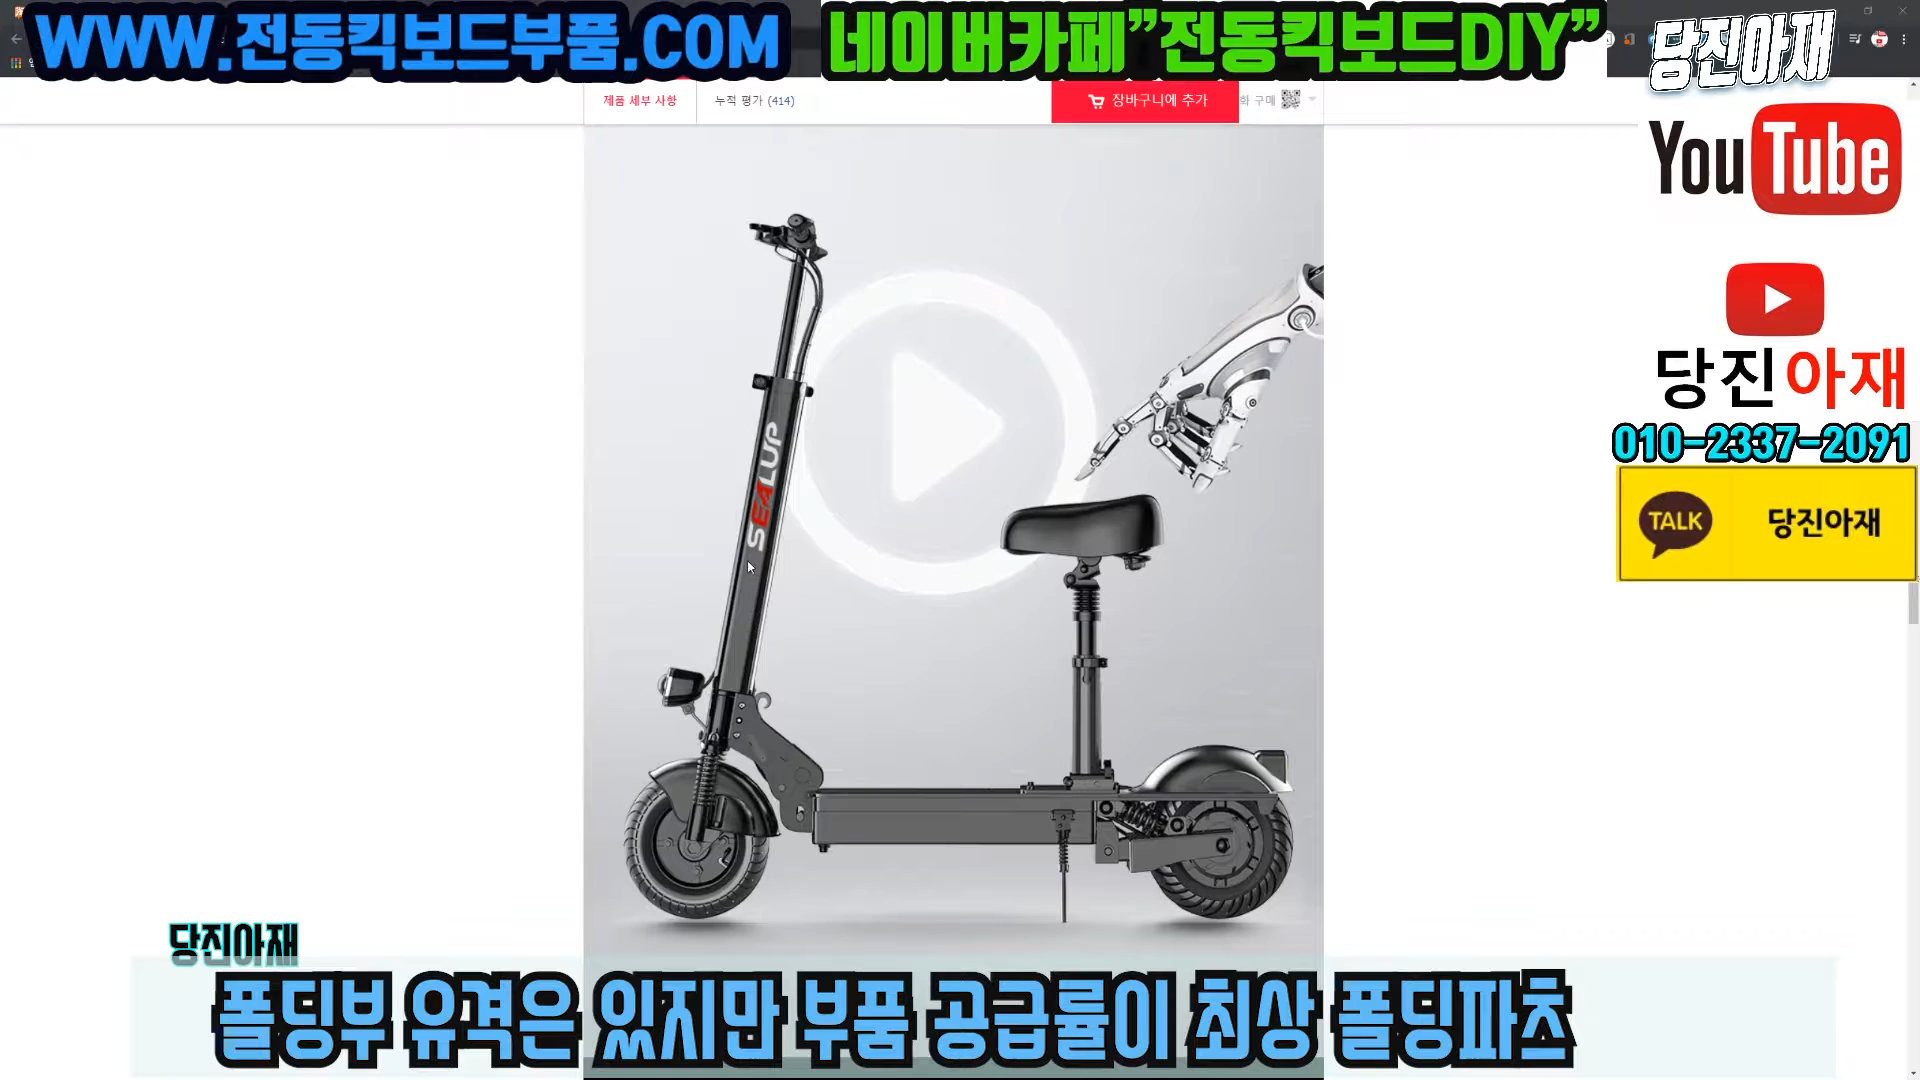 WWW.전동킥보드부품.COM
네이버카페"전동킥보드DIY"
당진아재
제품 세부 사항
누적 평가 (414)
장바구니에 추가
화 구매
YouTube
당진아재
010-2337-2091
TALK
당진아재
SEALUP
당진아재
폴딩부 유격은 있지만 부품 공급률이 최상 폴딩파츠